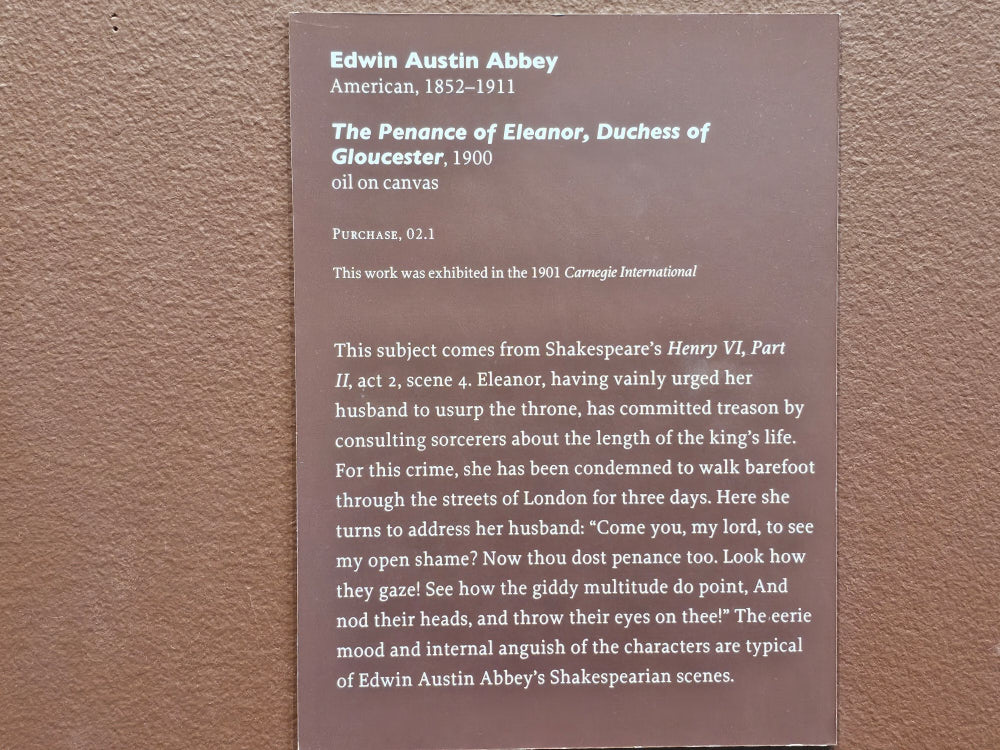 Edwin Austin Abbey
American, 1852–1911
The Penance of Eleanor, Duchess of
Gloucester, 1900
oil on canvas
Purchase, 02.1
This work was exhibited in the 1901 Carnegie International
This subject comes from Shakespeare’s Henry VI, Part
II, act 2, scene 4. Eleanor, having vainly urged her
husband to usurp the throne, has committed treason by
consulting sorcerers about the length of the king’s life.
For this crime, she has been condemned to walk barefoot
through the streets of London for three days. Here she
turns to address her husband: “Come you, my lord, to see
my open shame? Now thou dost penance too. Look how
they gaze! See how the giddy multitude do point, And
nod their heads, and throw their eyes on thee!” The eerie
mood and internal anguish of the characters are typical
of Edwin Austin Abbey’s Shakespearian scenes.